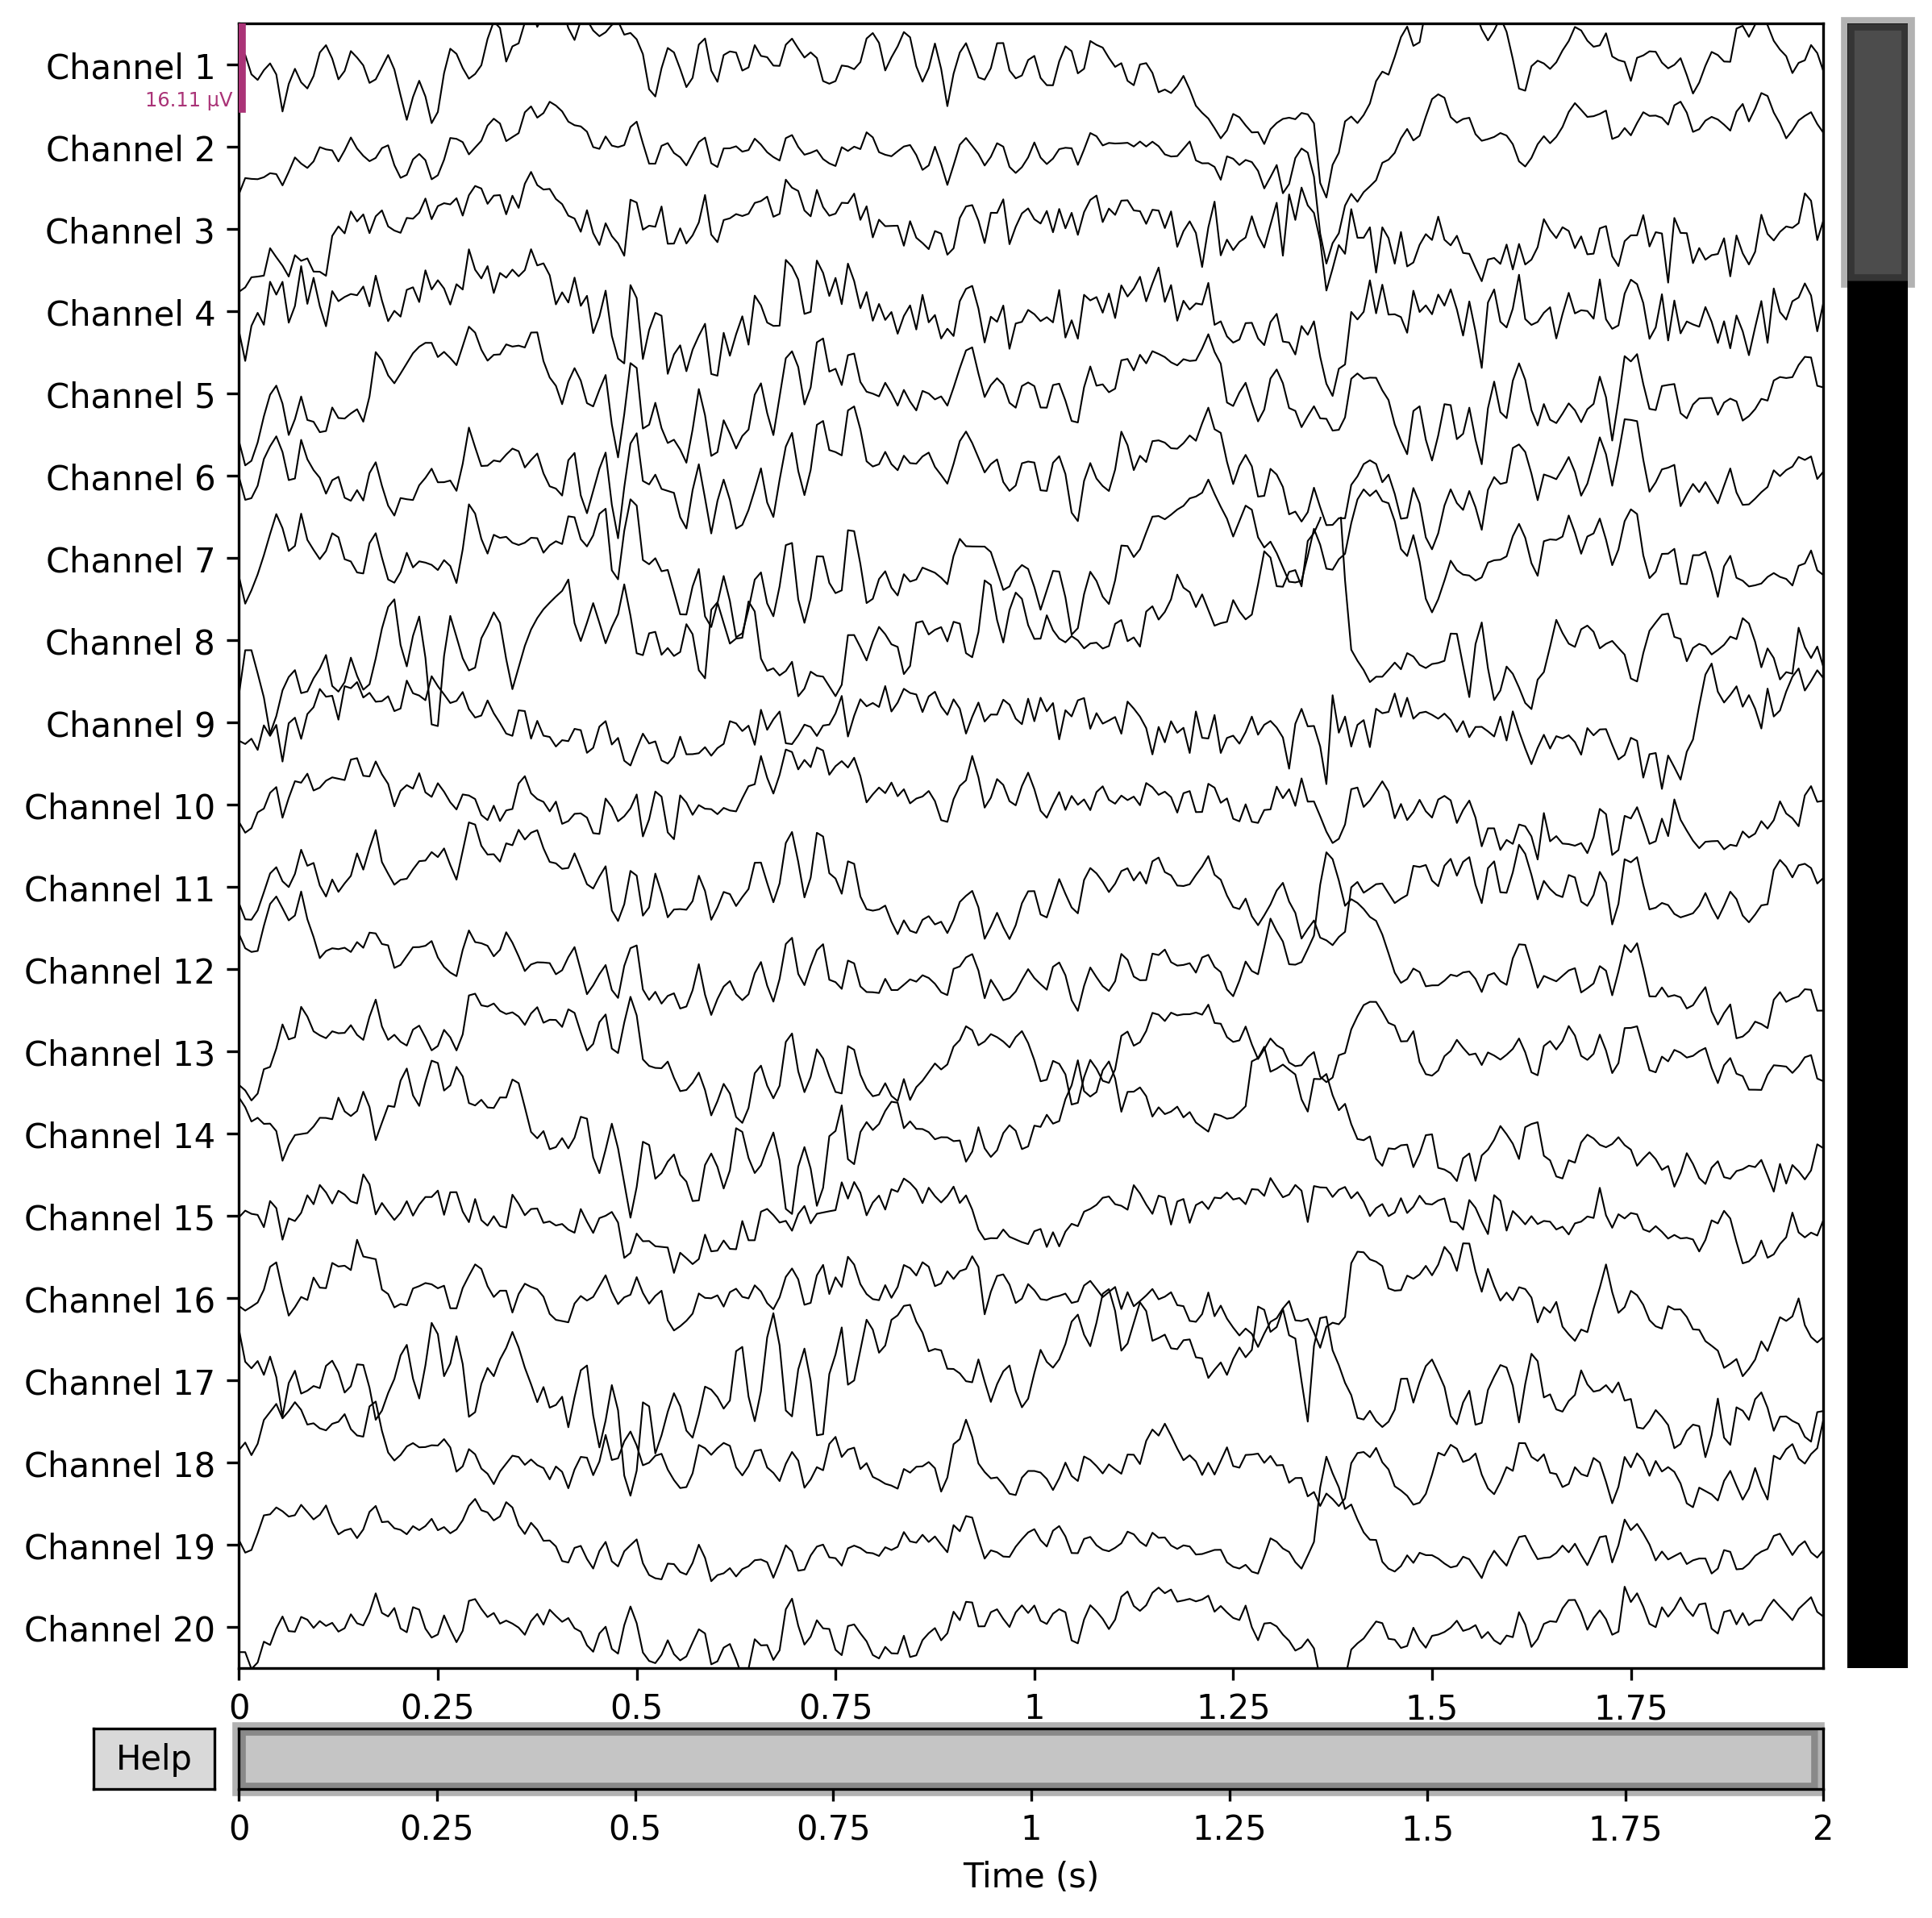 Channel 1
16.11 µV
Channel 2
Channel 3
Channel 4
Channel 5
Channel 6
Channel 7
Channel 8
Channel 9
Channel 10
Channel 11
Channel 12
Channel 13
Channel 14
Channel 15
Channel 16
Channel 17
Channel 18
Channel 19
Channel 20
0 0.25 0.5 0.75 1 1.25 1.5 1.75
Help
0 0.25 0.5 0.75 1 1.25 1.5 1.75 2
Time (s)